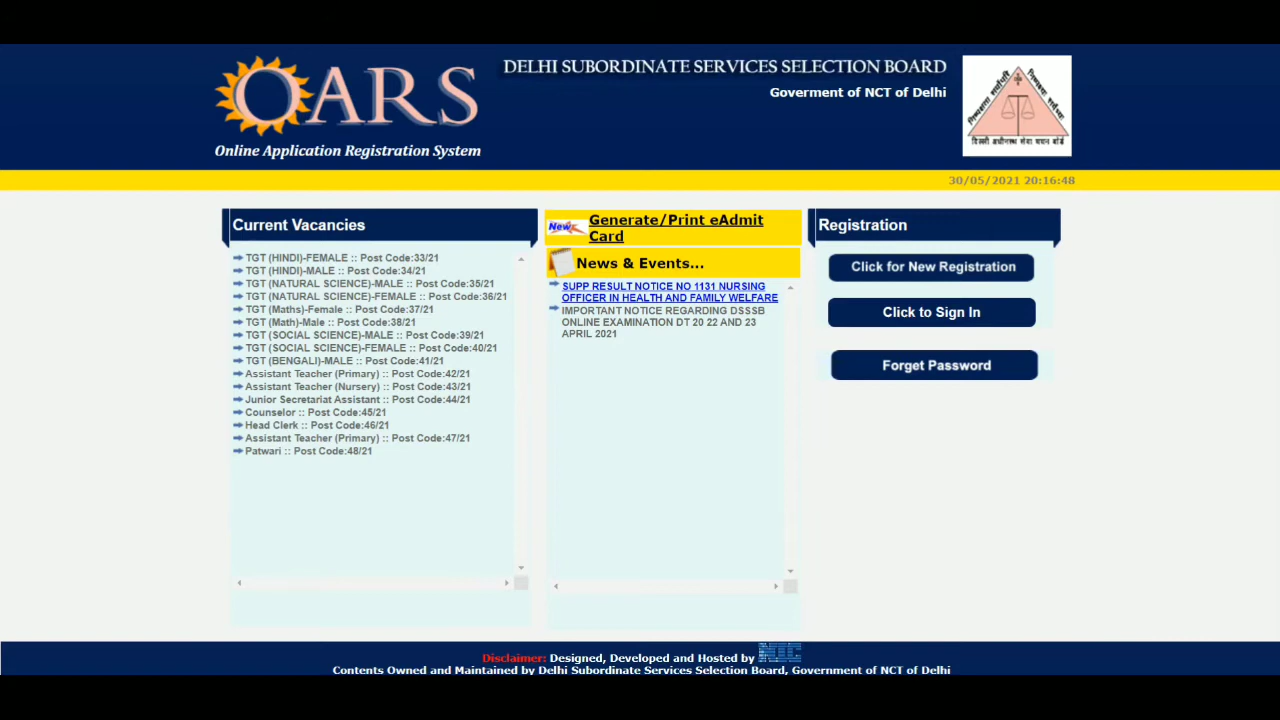 OARS
Online Application Registration System
DELHI SUBORDINATE SERVICES SELECTION BOARD
Goverment of NCT of Delhi
दिल्ली अधीनस्थ सेवा चयन बोर्ड
30/05/2021 20:16:48
Current Vacancies
TGT (HINDI)-FEMALE :: Post Code:33/21
TGT (HINDI)-MALE :: Post Code:34/21
TGT (NATURAL SCIENCE)-MALE :: Post Code:35/21
TGT (NATURAL SCIENCE)-FEMALE :: Post Code:36/21
TGT (Maths)-Female :: Post Code:37/21
TGT (Math)-Male :: Post Code:38/21
TGT (SOCIAL SCIENCE)-MALE :: Post Code:39/21
TGT (SOCIAL SCIENCE)-FEMALE :: Post Code:40/21
TGT (BENGALI)-MALE :: Post Code:41/21
Assistant Teacher (Primary) :: Post Code:42/21
Assistant Teacher (Nursery) :: Post Code:43/21
Junior Secretariat Assistant :: Post Code:44/21
Counselor :: Post Code:45/21
Head Clerk :: Post Code:46/21
Assistant Teacher (Primary) :: Post Code:47/21
Patwari :: Post Code:48/21
New Generate/Print eAdmit
Card
News & Events...
SUPP RESULT NOTICE NO 1131 NURSING
OFFICER IN HEALTH AND FAMILY WELFARE
IMPORTANT NOTICE REGARDING DSSSB
ONLINE EXAMINATION DT 20 22 AND 23
APRIL 2021
Registration
Click for New Registration
Click to Sign In
Forget Password
Disclaimer: Designed, Developed and Hosted by
Contents Owned and Maintained by Delhi Subordinate Services Selection Board, Government of NCT of Delhi